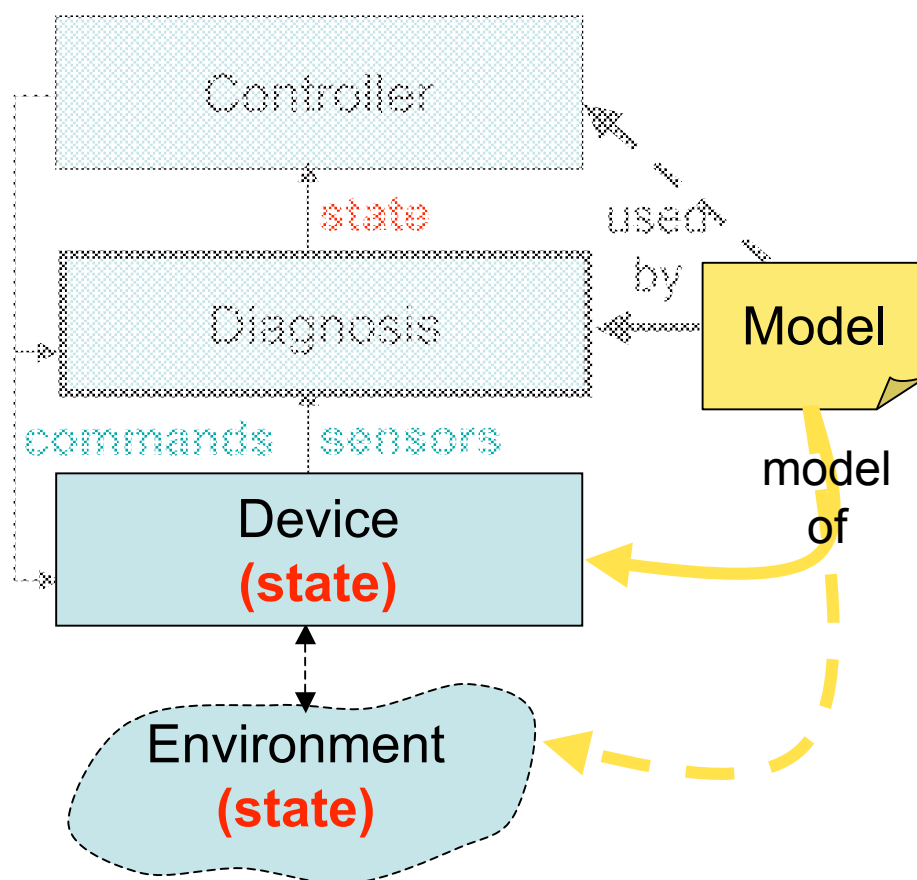 Controller
state
used
by
Diagnosis
Model
commands
sensors
model
of
Device
(state)
Environment
(state)